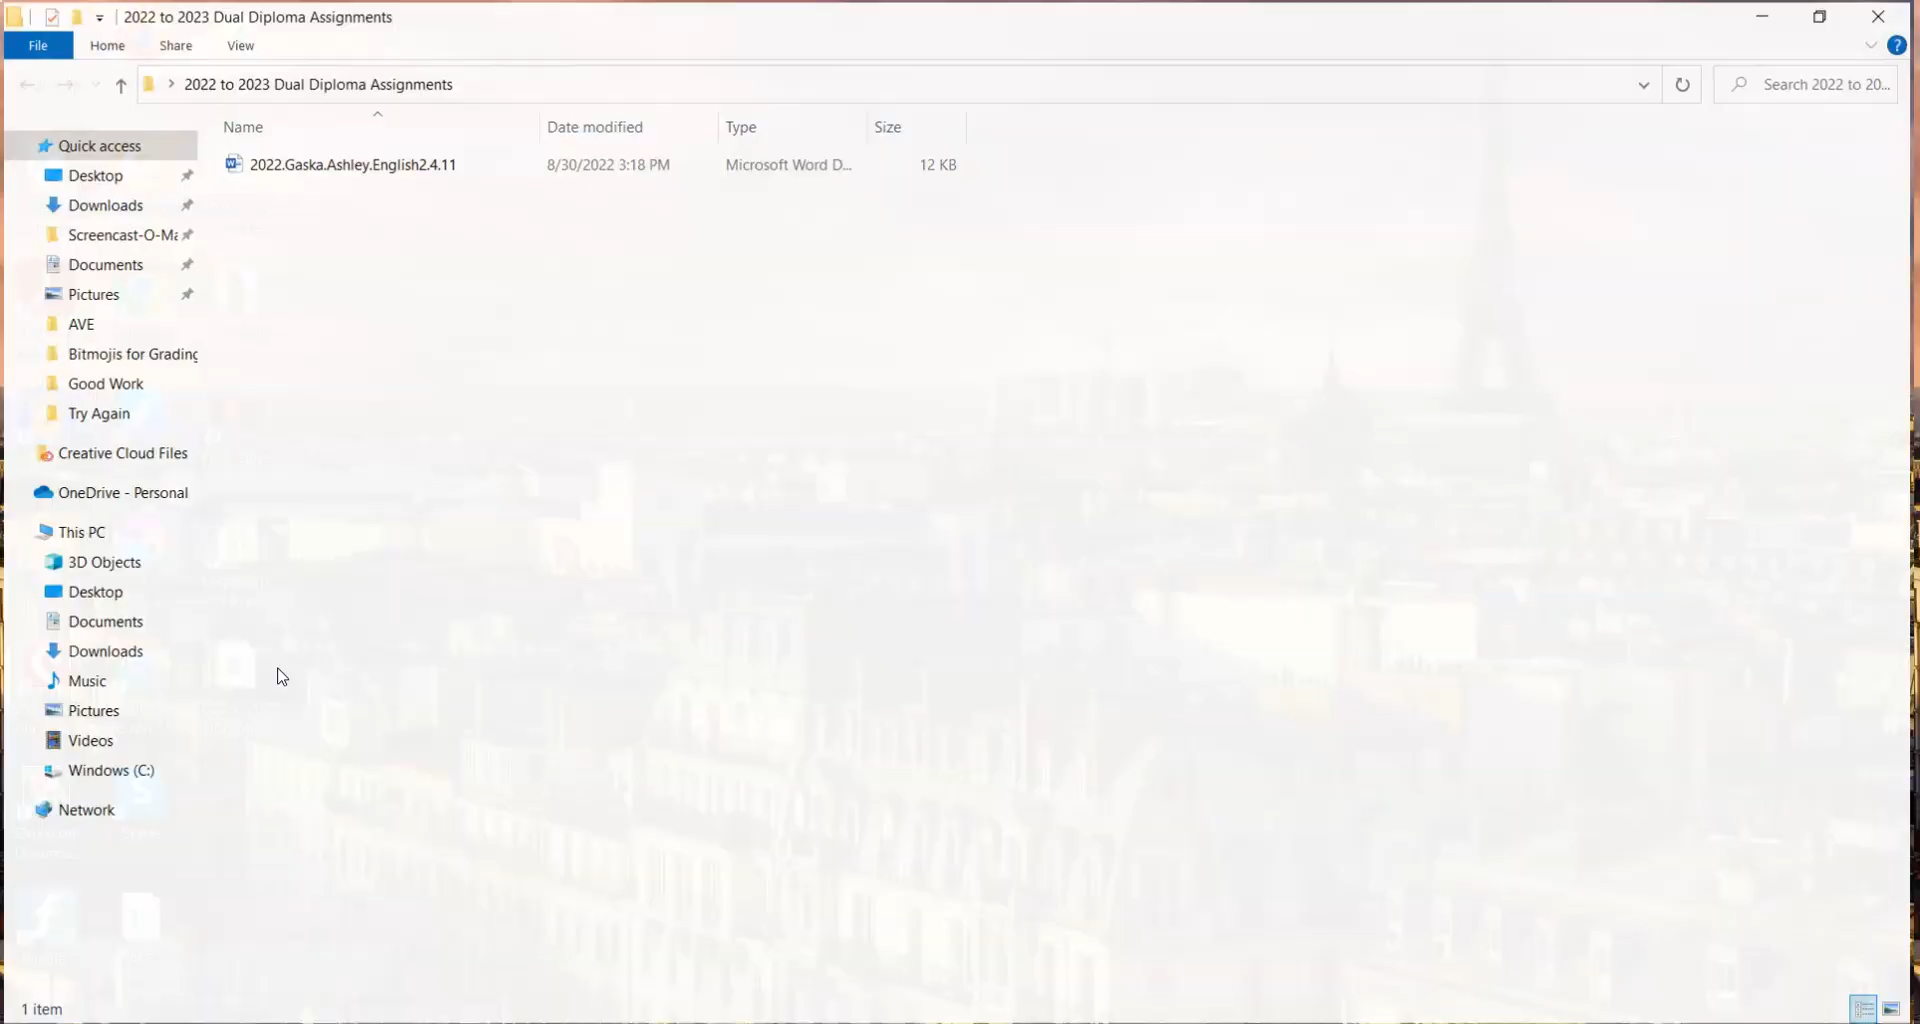 2022 to 2023 Dual Diploma Assignments
File Home Share View
2022 to 2023 Dual Diploma Assignments
Search 2022 to 20...
Name Date modified Type Size
2022.Gaska.Ashley.English2.4.11 8/30/2022 3:18 PM Microsoft Word D... 12 KB
Quick access
Desktop
Downloads
Screencast-O-Ma
Documents
Pictures
AVE
Bitmojis for Grading
Good Work
Try Again
Creative Cloud Files
OneDrive - Personal
This PC
3D Objects
Desktop
Documents
Downloads
Music
Pictures
Videos
Windows (C:)
Network
1 item